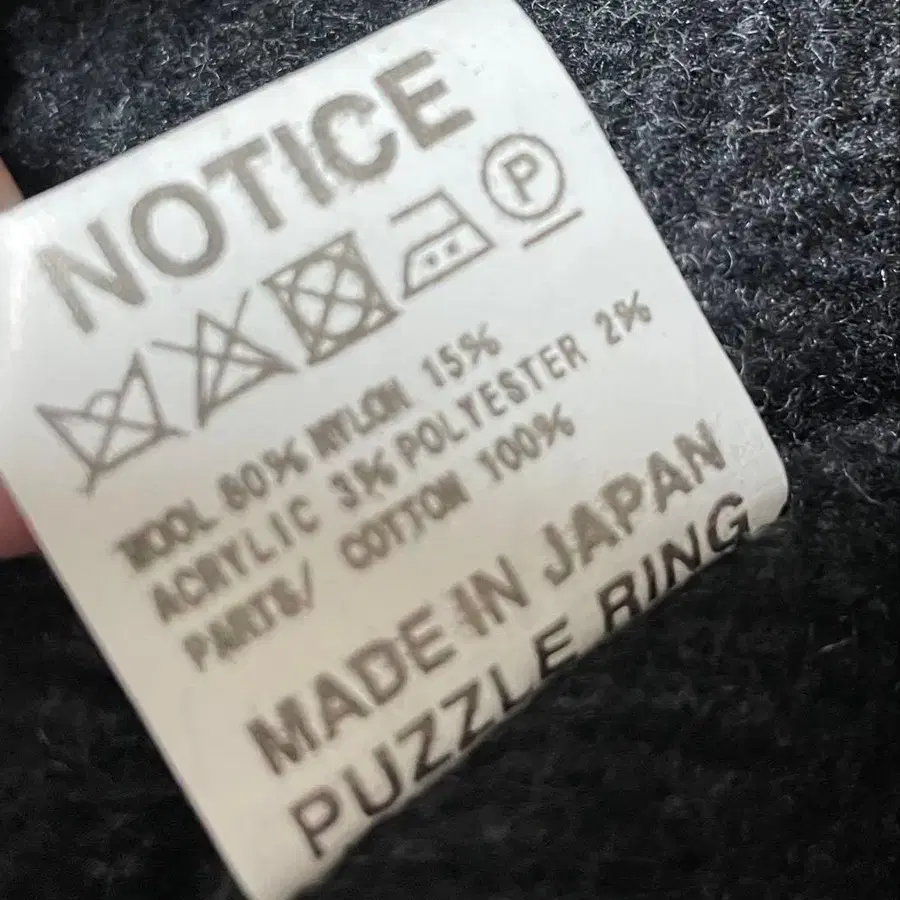 NOTICE
P
WOOL 80% NYLON 15%
ACRYLIC 3% POLYESTER 2%
PARTS/ COTTON 100%
MADE IN JAPAN
PUZZLE RING